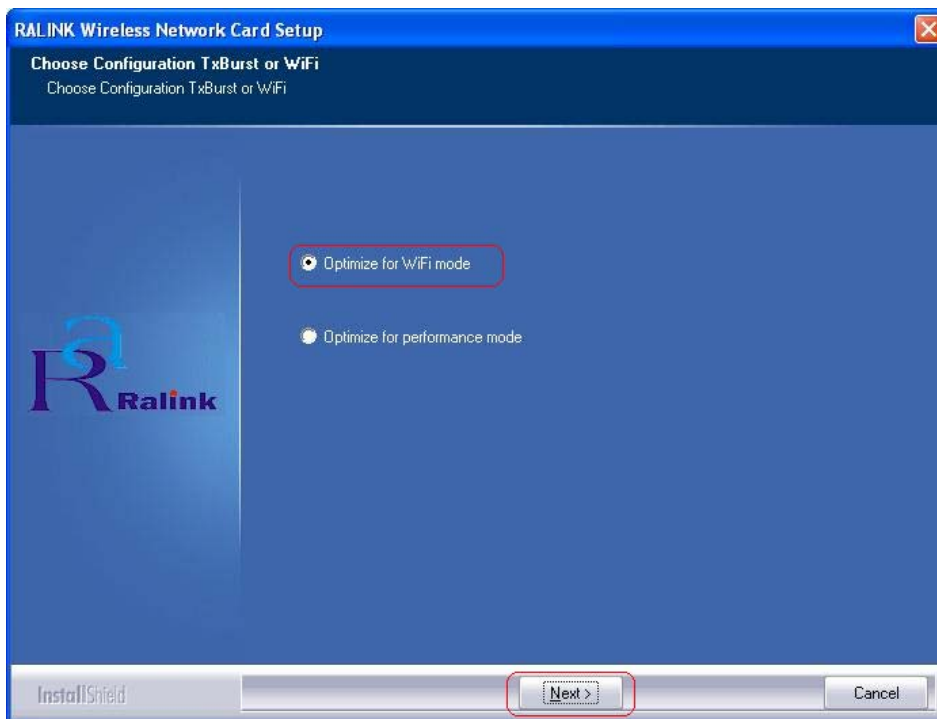 RALINK Wireless Network Card Setup
Choose Configuration TxBurst or WiFi
Choose Configuration TxBurst or WiFi
Optimize for WiFi mode
Optimize for performance mode
Ra Ralink
InstallShield
Next >
Cancel